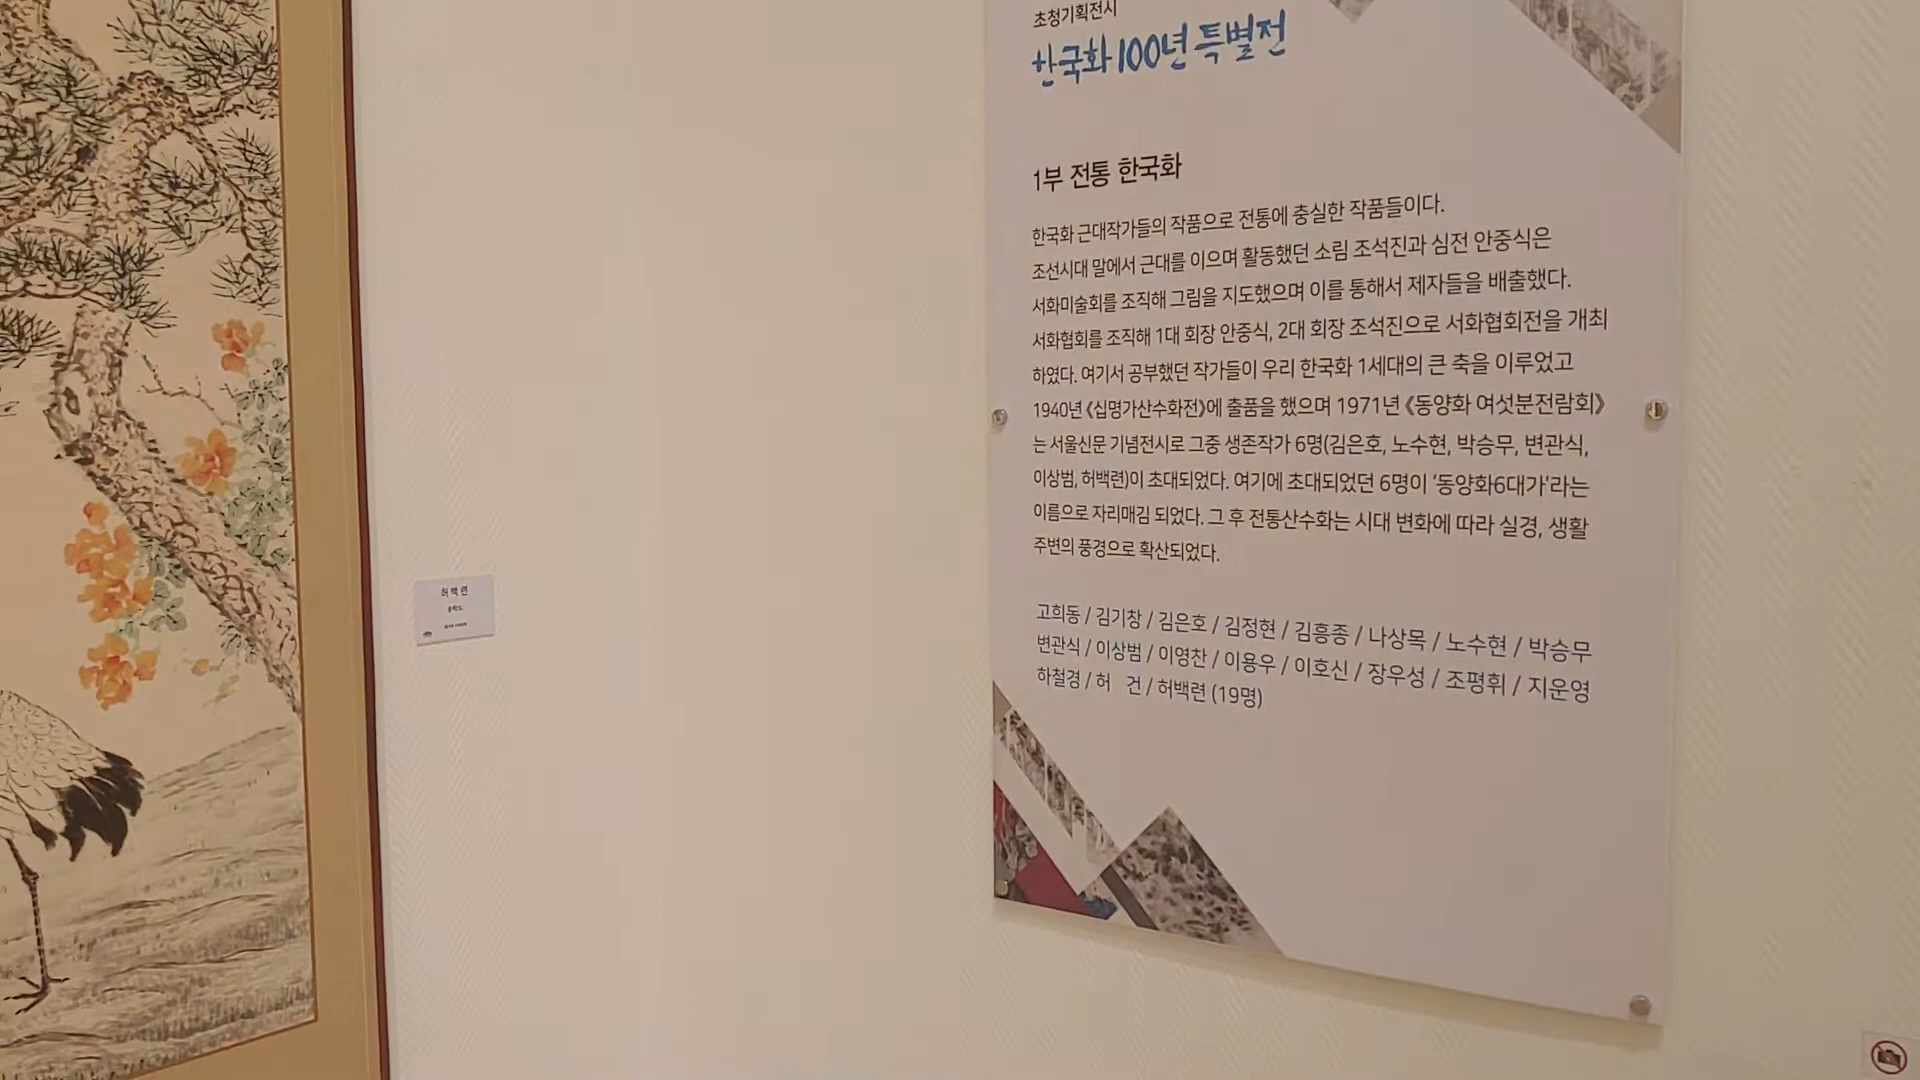 초청기획전시
한국화100년 특별전
1부 전통 한국화
한국화 근대작가들의 작품으로 전통에 충실한 작품들이다.
조선시대 말에서 근대를 이으며 활동했던 소림 조석진과 심전 안중식은
서화미술회를 조직해 그림을 지도했으며 이를 통해서 제자들을 배출했다.
서화협회를 조직해 1대 회장 안중식, 2대 회장 조석진으로 서화협회전을 개최
하였다. 여기서 공부했던 작가들이 우리 한국화 1세대의 큰 축을 이루었고
1940년 《십명가산수화전》에 출품을 했으며 1971년 《동양화 여섯분전람회》
는 서울신문 기념전시로 그중 생존작가 6명(김은호, 노수현, 박승무, 변관식,
이상범, 허백련)이 초대되었다. 여기에 초대되었던 6명이 ‘동양화6대가’라는
이름으로 자리매김 되었다. 그 후 전통산수화는 시대 변화에 따라 실경, 생활
주변의 풍경으로 확산되었다.
고희동 / 김기창 / 김은호 / 김정현 / 김흥종 / 나상목 / 노수현 / 박승무
변관식 / 이상범 / 이영찬 / 이용우 / 이호신 / 장우성 / 조평휘 / 지운영
하철경 / 허 건 / 허백련 (19명)
허 백 련